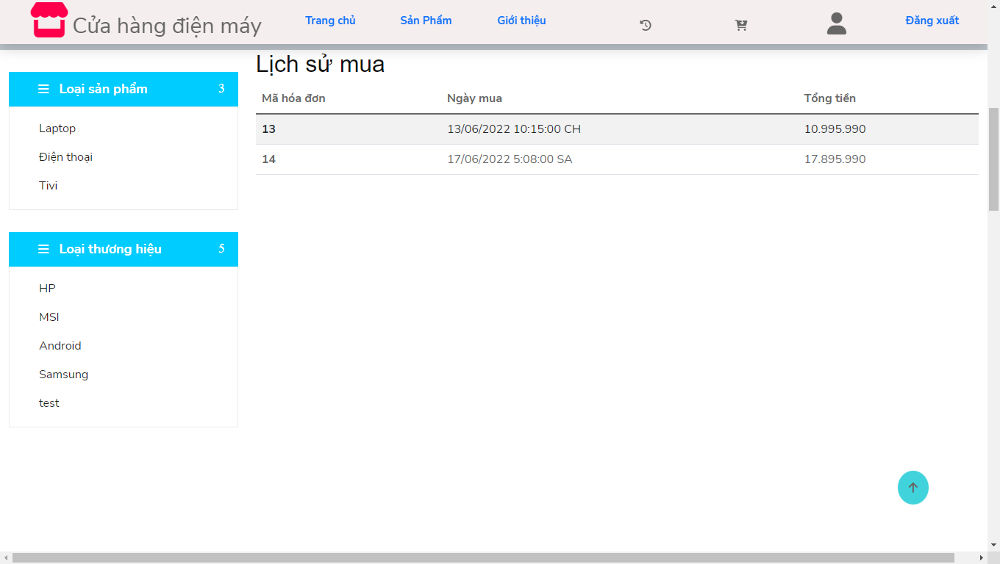 Cửa hàng điện máy Trang chủ Sản Phẩm Giới thiệu Đăng xuất
Loại sản phẩm 3
Laptop
Điện thoại
Tivi
Loại thương hiệu 5
HP
MSI
Android
Samsung
test
Lịch sử mua
Mã hóa đơn Ngày mua Tổng tiền
13 13/06/2022 10:15:00 CH 10.995.990
14 17/06/2022 5:08:00 SA 17.895.990